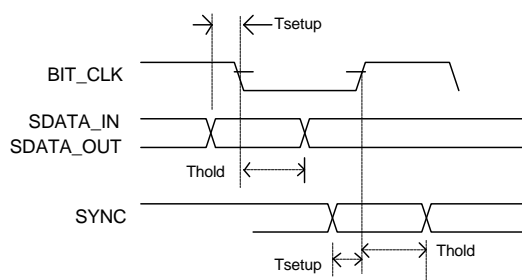 Tsetup
BIT_CLK
SDATA_IN
SDATA_OUT
Thold
SYNC
Thold
Tsetup